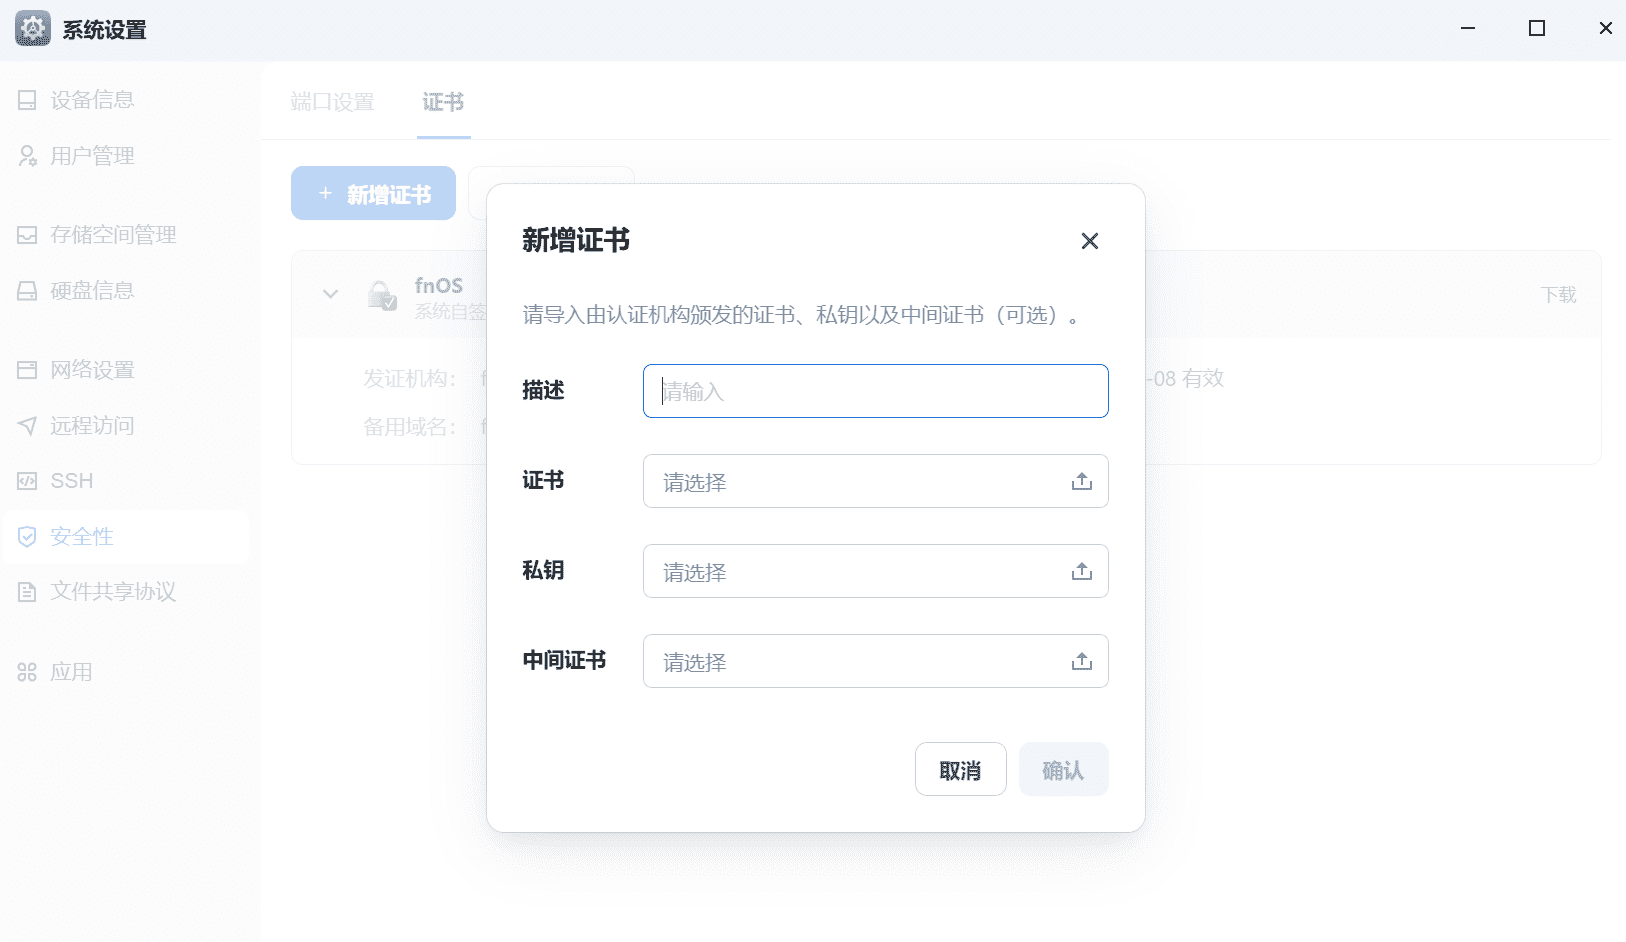 系统设置
设备信息
用户管理
存储空间管理
硬盘信息
网络设置
远程访问
SSH
安全性
文件共享协议
应用
端口设置
证书
+ 新增证书
fnOS
系统自签
下载
发证机构：
-08 有效
备用域名：
新增证书
请导入由认证机构颁发的证书、私钥以及中间证书（可选）。
描述
请输入
证书
请选择
私钥
请选择
中间证书
请选择
取消
确认